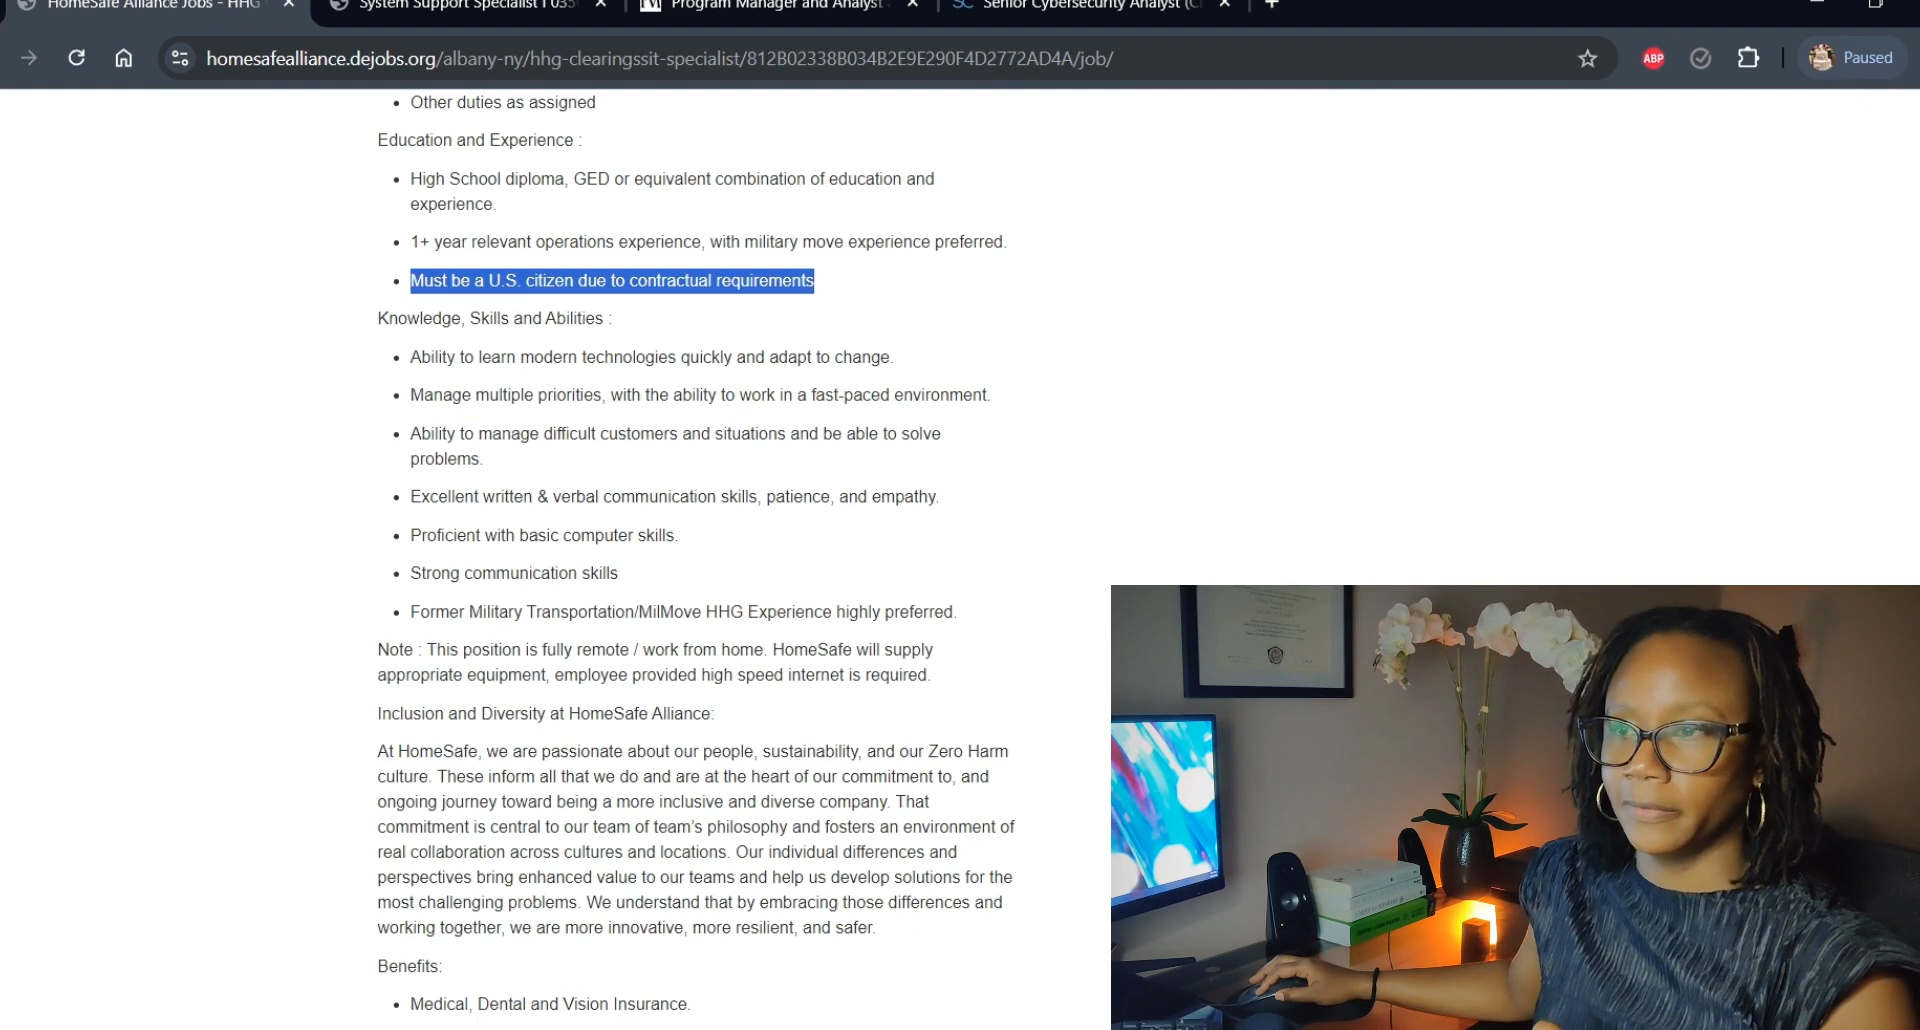 HomeSafe Alliance Jobs - HHG
System Support Specialist I 035
Program Manager and Analyst
Senior Cybersecurity Analyst (C
homesafealliance.dejobs.org/albany-ny/hhg-clearingssit-specialist/812B02338B034B2E9E290F4D2772AD4A/job/
ABP
Paused
• Other duties as assigned
Education and Experience :
• High School diploma, GED or equivalent combination of education and
experience.
• 1+ year relevant operations experience, with military move experience preferred.
• Must be a U.S. citizen due to contractual requirements
Knowledge, Skills and Abilities :
• Ability to learn modern technologies quickly and adapt to change.
• Manage multiple priorities, with the ability to work in a fast-paced environment.
• Ability to manage difficult customers and situations and be able to solve
problems.
• Excellent written & verbal communication skills, patience, and empathy.
• Proficient with basic computer skills.
• Strong communication skills
• Former Military Transportation/MilMove HHG Experience highly preferred.
Note : This position is fully remote / work from home. HomeSafe will supply
appropriate equipment, employee provided high speed internet is required.
Inclusion and Diversity at HomeSafe Alliance:
At HomeSafe, we are passionate about our people, sustainability, and our Zero Harm
culture. These inform all that we do and are at the heart of our commitment to, and
ongoing journey toward being a more inclusive and diverse company. That
commitment is central to our team of team’s philosophy and fosters an environment of
real collaboration across cultures and locations. Our individual differences and
perspectives bring enhanced value to our teams and help us develop solutions for the
most challenging problems. We understand that by embracing those differences and
working together, we are more innovative, more resilient, and safer.
Benefits:
• Medical, Dental and Vision Insurance.